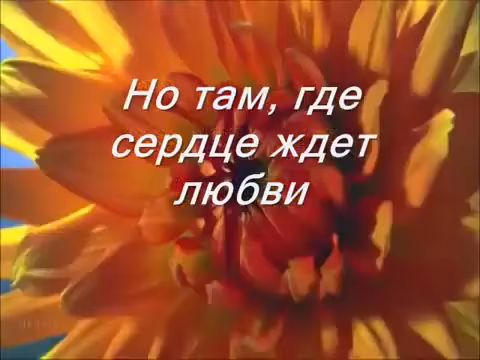 Но там, где
сердце ждет
любви